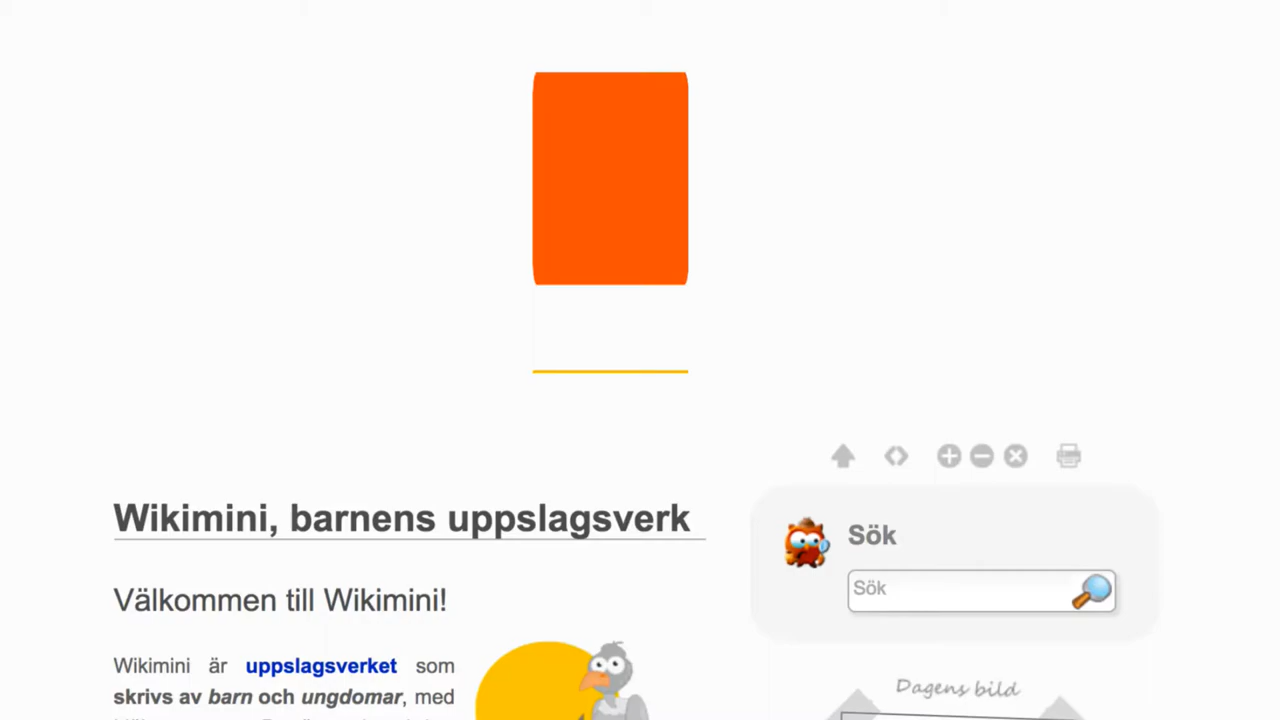 Wikimini, barnens uppslagsverk
Sök
Sök
Välkommen till Wikimini!
Wikimini är uppslagsverket som
skrivs av barn och ungdomar, med
Dagens bild